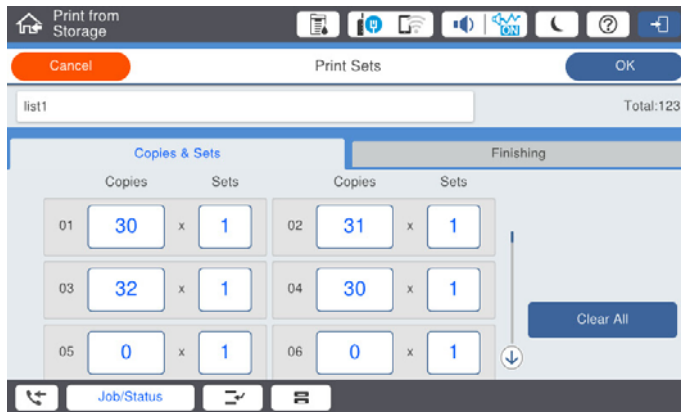 Print from
Storage
ON
Cancel
Print Sets
OK
list1
Total:123
Copies & Sets
Finishing
Copies Sets Copies Sets
01 30 x 1 02 31 x 1
03 32 x 1 04 30 x 1
Clear All
05 0 x 1 06 0 x 1
Job/Status